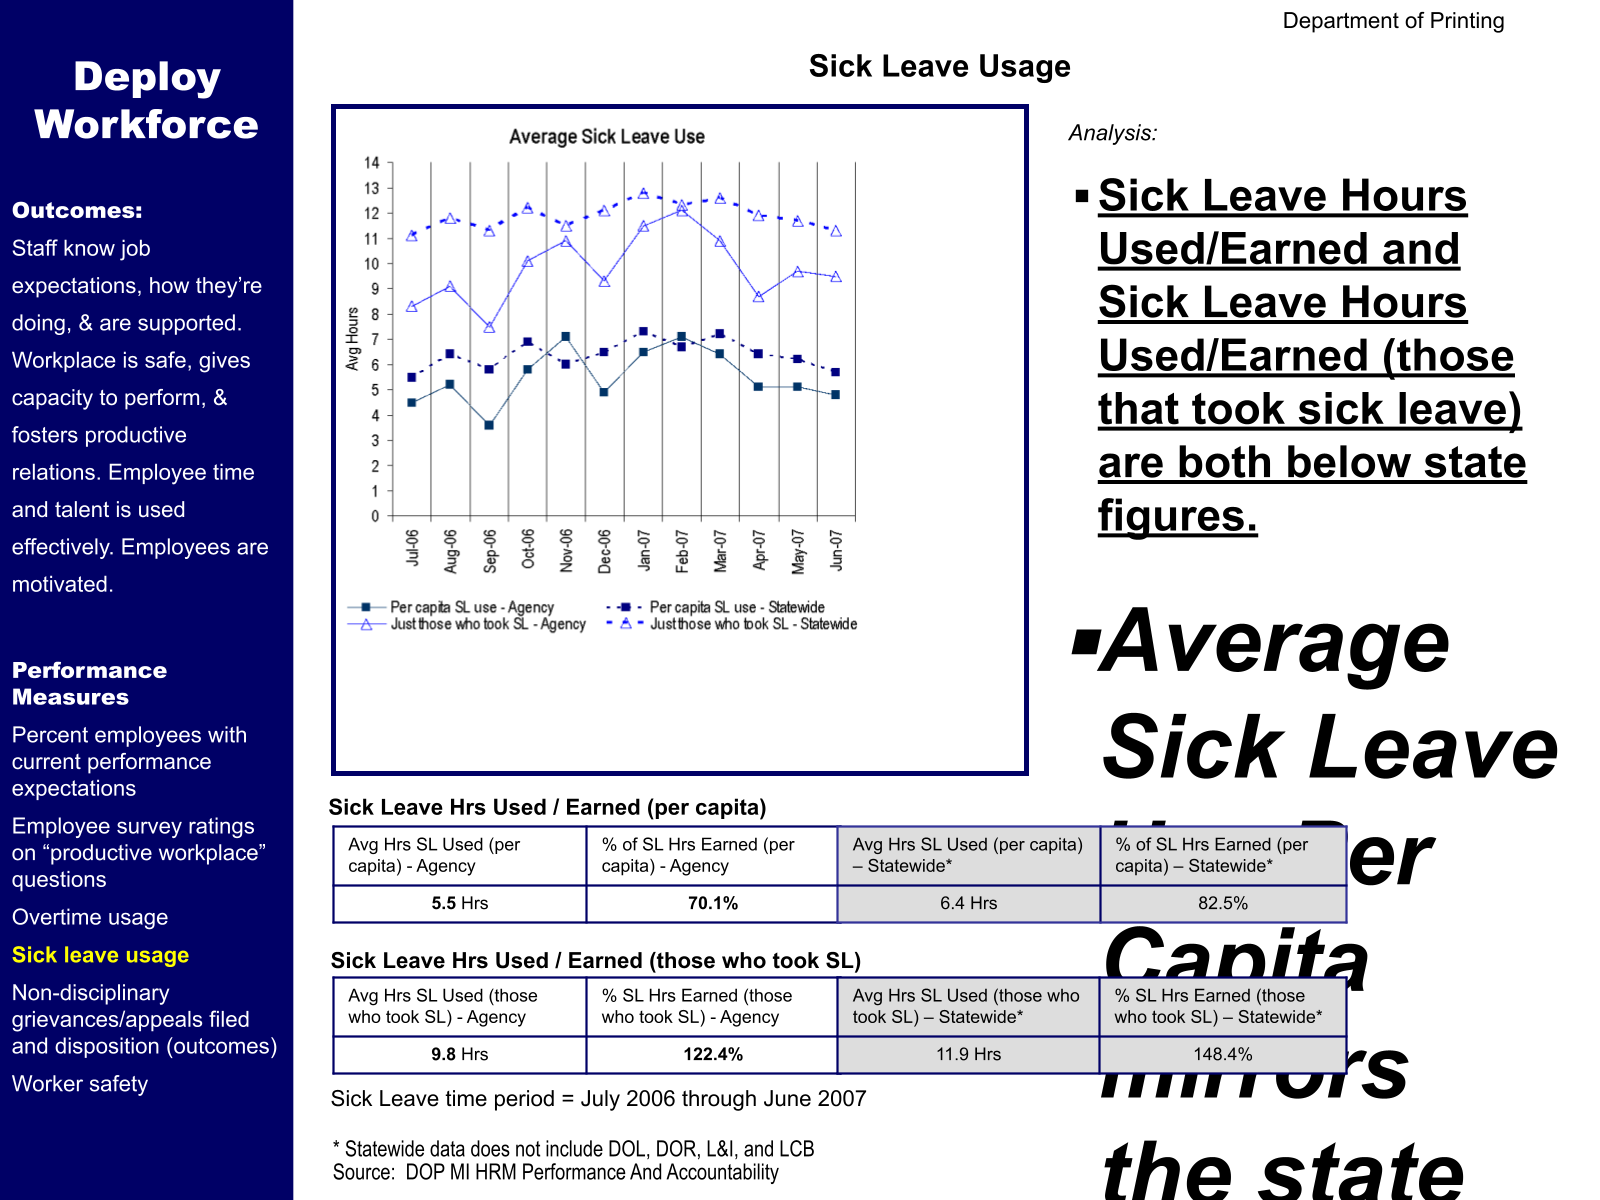 Department of Printing
Deploy
Workforce
Outcomes:
Staff know job
expectations, how they’re
doing, & are supported.
Workplace is safe, gives
capacity to perform, &
fosters productive
relations. Employee time
and talent is used
effectively. Employees are
motivated.
Performance
Measures
Percent employees with
current performance
expectations
Employee survey ratings
on “productive workplace”
questions
Overtime usage
Sick leave usage
Non-disciplinary
grievances/appeals filed
and disposition (outcomes)
Worker safety
Sick Leave Usage
Average Sick Leave Use
Avg Hours
14
13
12
11
10
9
8
7
6
5
4
3
2
1
0
Jul-06
Aug-06
Sep-06
Oct-06
Nov-06
Dec-06
Jan-07
Feb-07
Mar-07
Apr-07
May-07
Jun-07
Per capita SL use - Agency
Per capita SL use - Statewide
Just those who took SL - Agency
Just those who took SL - Statewide
Analysis:
▪ Sick Leave Hours
Used/Earned and
Sick Leave Hours
Used/Earned (those
that took sick leave)
are both below state
figures.
▪Average
Sick Leave
Per
Capita
mirrors
the state
Sick Leave Hrs Used / Earned (per capita)
Avg Hrs SL Used (per
capita) - Agency
% of SL Hrs Earned (per
capita) - Agency
Avg Hrs SL Used (per capita)
– Statewide*
% of SL Hrs Earned (per
capita) – Statewide*
5.5 Hrs
70.1%
6.4 Hrs
82.5%
Sick Leave Hrs Used / Earned (those who took SL)
Avg Hrs SL Used (those
who took SL) - Agency
% SL Hrs Earned (those
who took SL) - Agency
Avg Hrs SL Used (those who
took SL) – Statewide*
% SL Hrs Earned (those
who took SL) – Statewide*
9.8 Hrs
122.4%
11.9 Hrs
148.4%
Sick Leave time period = July 2006 through June 2007
* Statewide data does not include DOL, DOR, L&I, and LCB
Source: DOP MI HRM Performance And Accountability